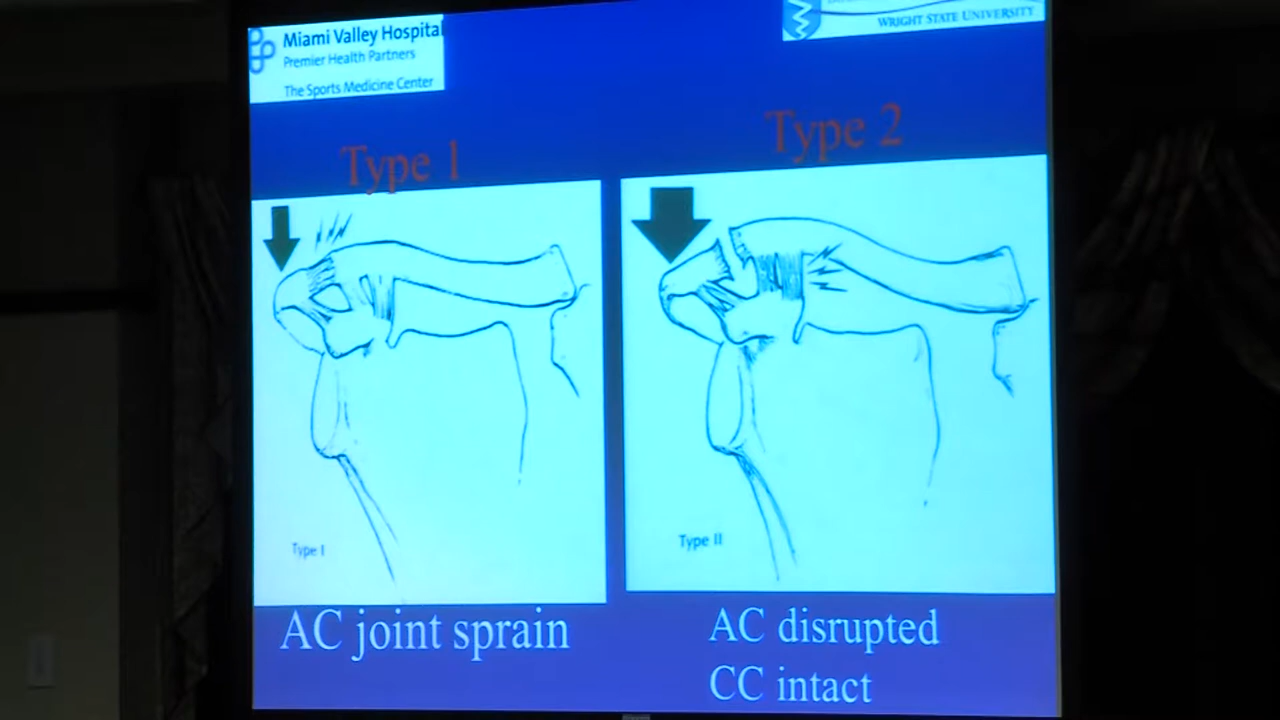 Miami Valley Hospital
Premier Health Partners
The Sports Medicine Center
WRIGHT STATE UNIVERSITY
Type 1
Type 2
Type I
Type II
AC joint sprain
AC disrupted
CC intact